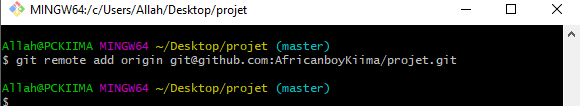 MINGW64:/c/Users/Allah/Desktop/projet
Allah@PCKIIMA MINGW64 ~/Desktop/projet (master)
$ git remote add origin git@github.com:AfricanboyKiima/projet.git
Allah@PCKIIMA MINGW64 ~/Desktop/projet (master)
$